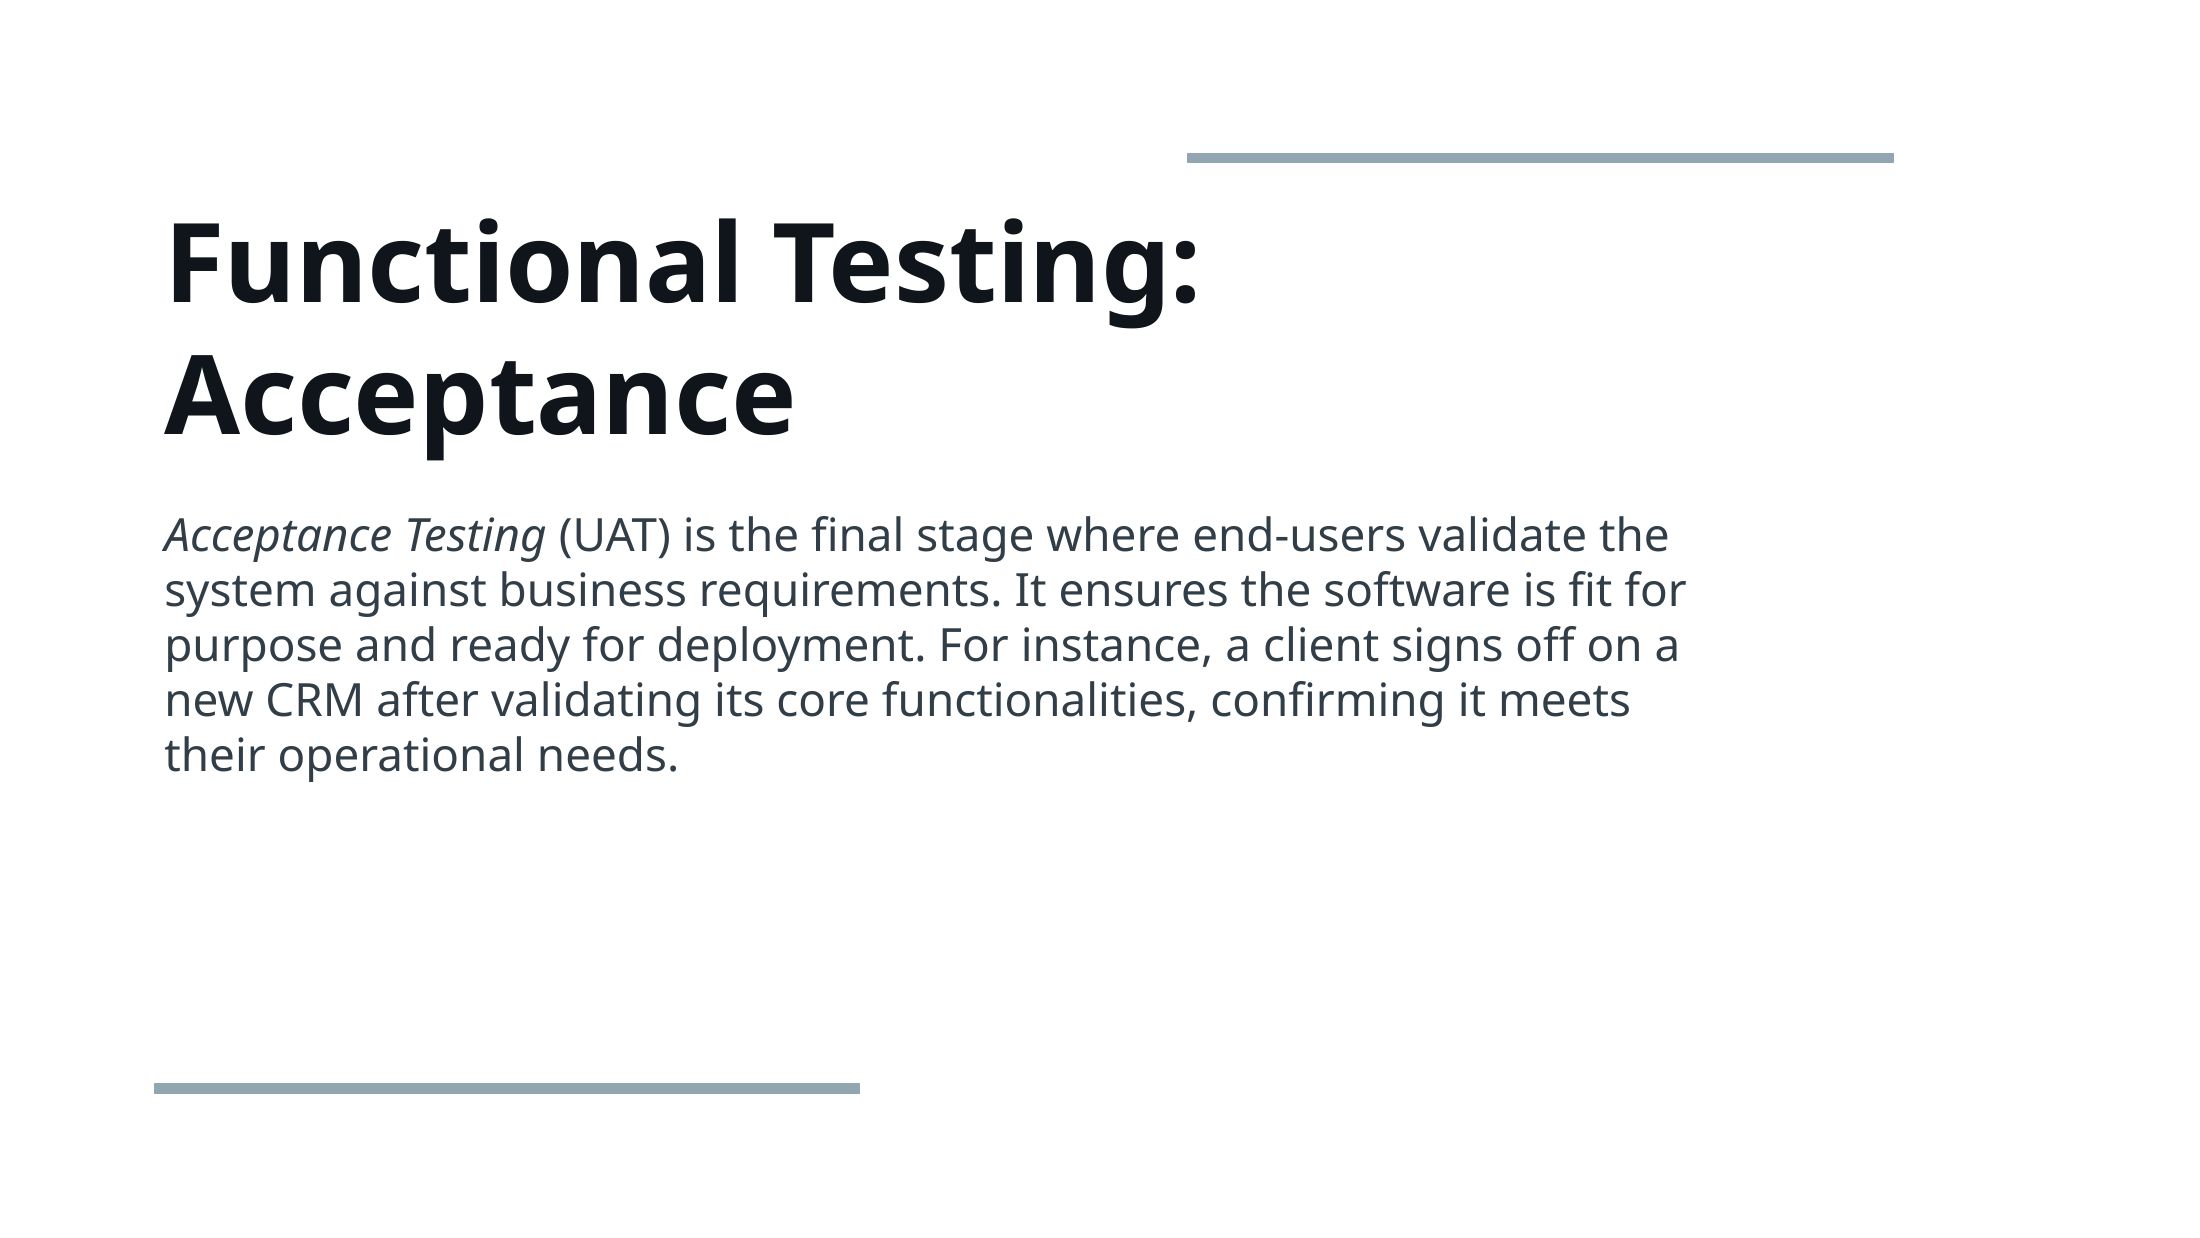 Functional Testing:
Acceptance
Acceptance Testing (UAT) is the final stage where end-users validate the
system against business requirements. It ensures the software is fit for
purpose and ready for deployment. For instance, a client signs off on a
new CRM after validating its core functionalities, confirming it meets
their operational needs.